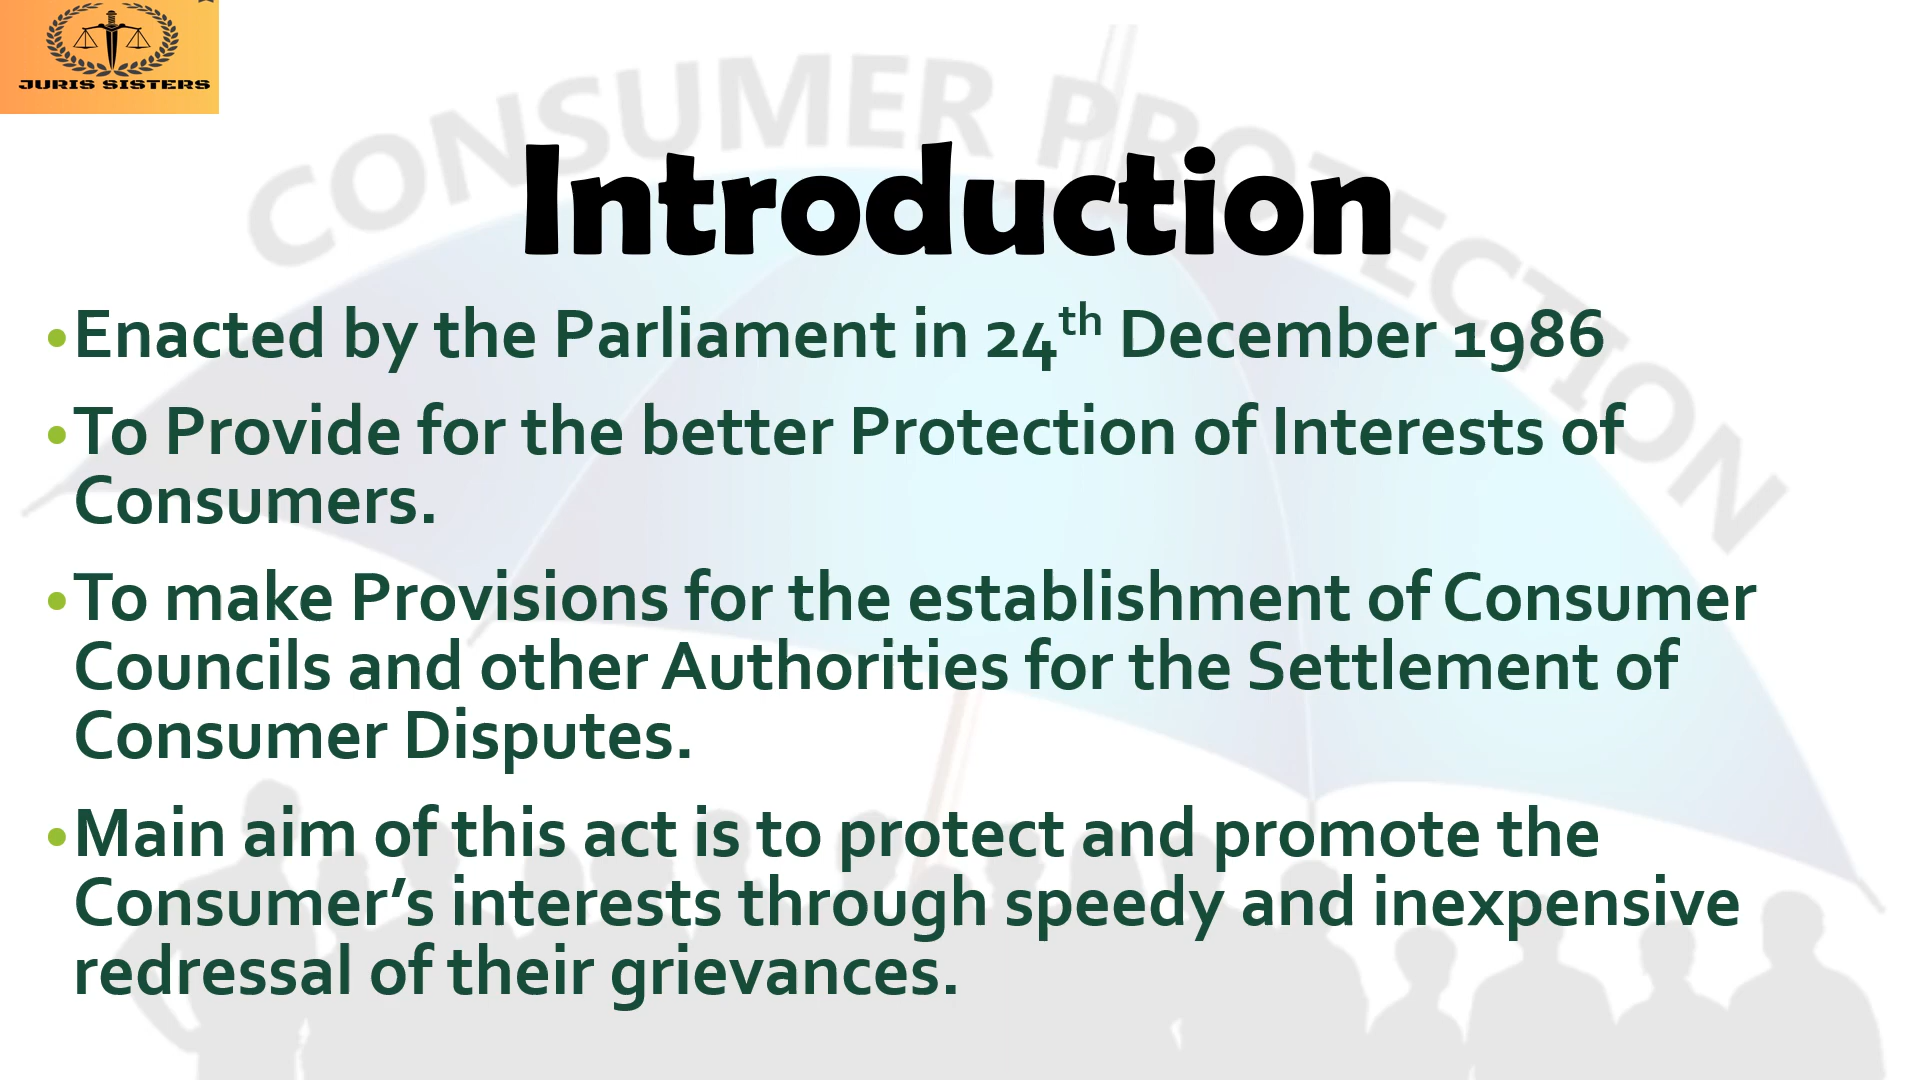 JURIS SISTERS
CONSUMER PROTECTION
Introduction
•Enacted by the Parliament in 24th December 1986
•To Provide for the better Protection of Interests of
Consumers.
•To make Provisions for the establishment of Consumer
Councils and other Authorities for the Settlement of
Consumer Disputes.
•Main aim of this act is to protect and promote the
Consumer’s interests through speedy and inexpensive
redressal of their grievances.